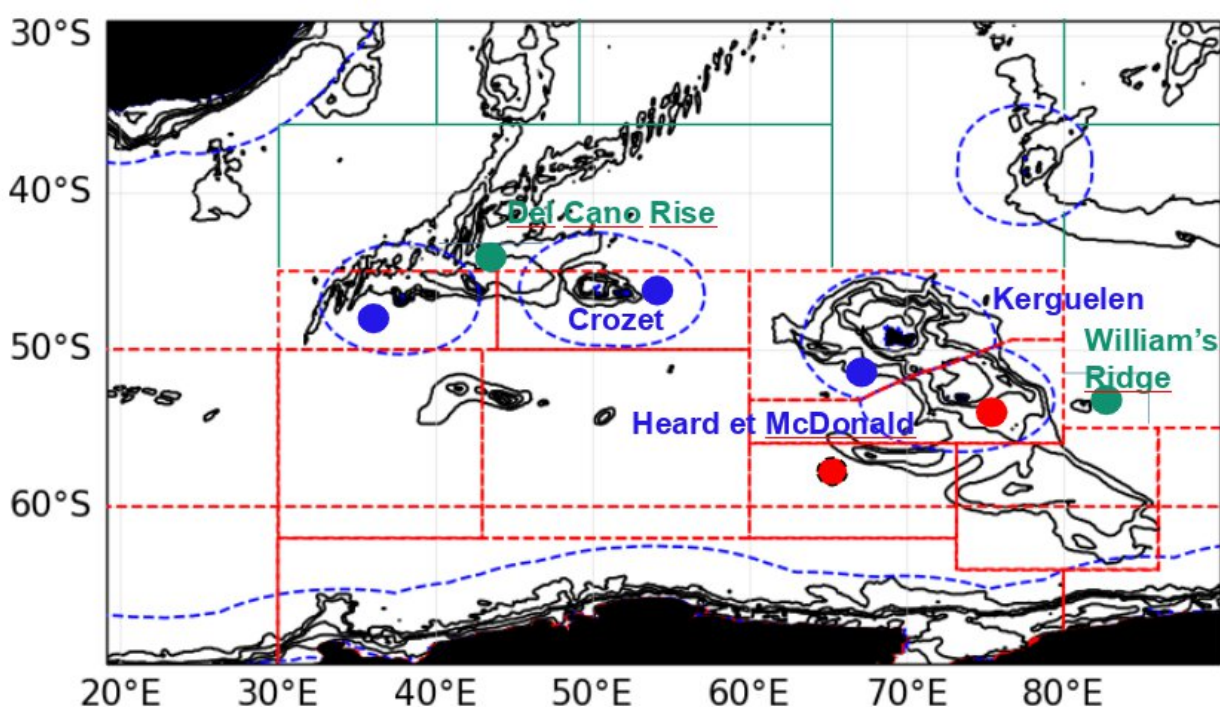 30°S
40°S
Del Cano Rise
Kerguelen
Crozet
50°S
William's
Ridge
Heard et McDonald
60°S
20°E 30°E 40°E 50°E 60°E 70°E 80°E